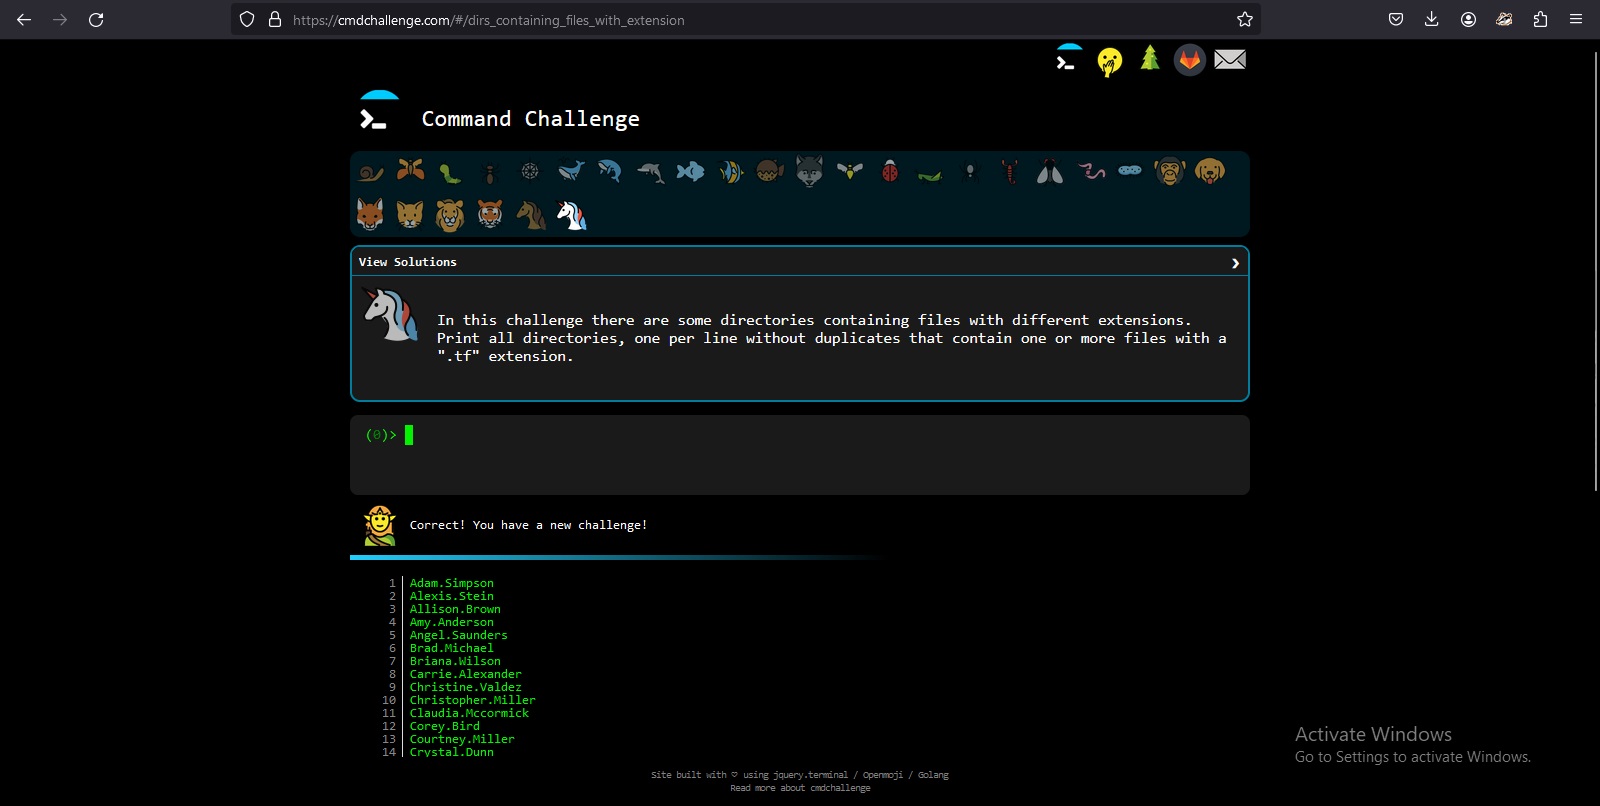 https://cmdchallenge.com/#/dirs_containing_files_with_extension
Command Challenge
View Solutions
In this challenge there are some directories containing files with different extensions.
Print all directories, one per line without duplicates that contain one or more files with a
".tf" extension.
(0)>
Correct! You have a new challenge!
1 Adam.Simpson
2 Alexis.Stein
3 Allison.Brown
4 Amy.Anderson
5 Angel.Saunders
6 Brad.Michael
7 Briana.Wilson
8 Carrie.Alexander
9 Christine.Valdez
10 Christopher.Miller
11 Claudia.Mccormick
12 Corey.Bird
13 Courtney.Miller
14 Crystal.Dunn
Activate Windows
Go to Settings to activate Windows.
Site built with ♡ using jquery.terminal / Openmoji / Golang
Read more about cmdchallenge